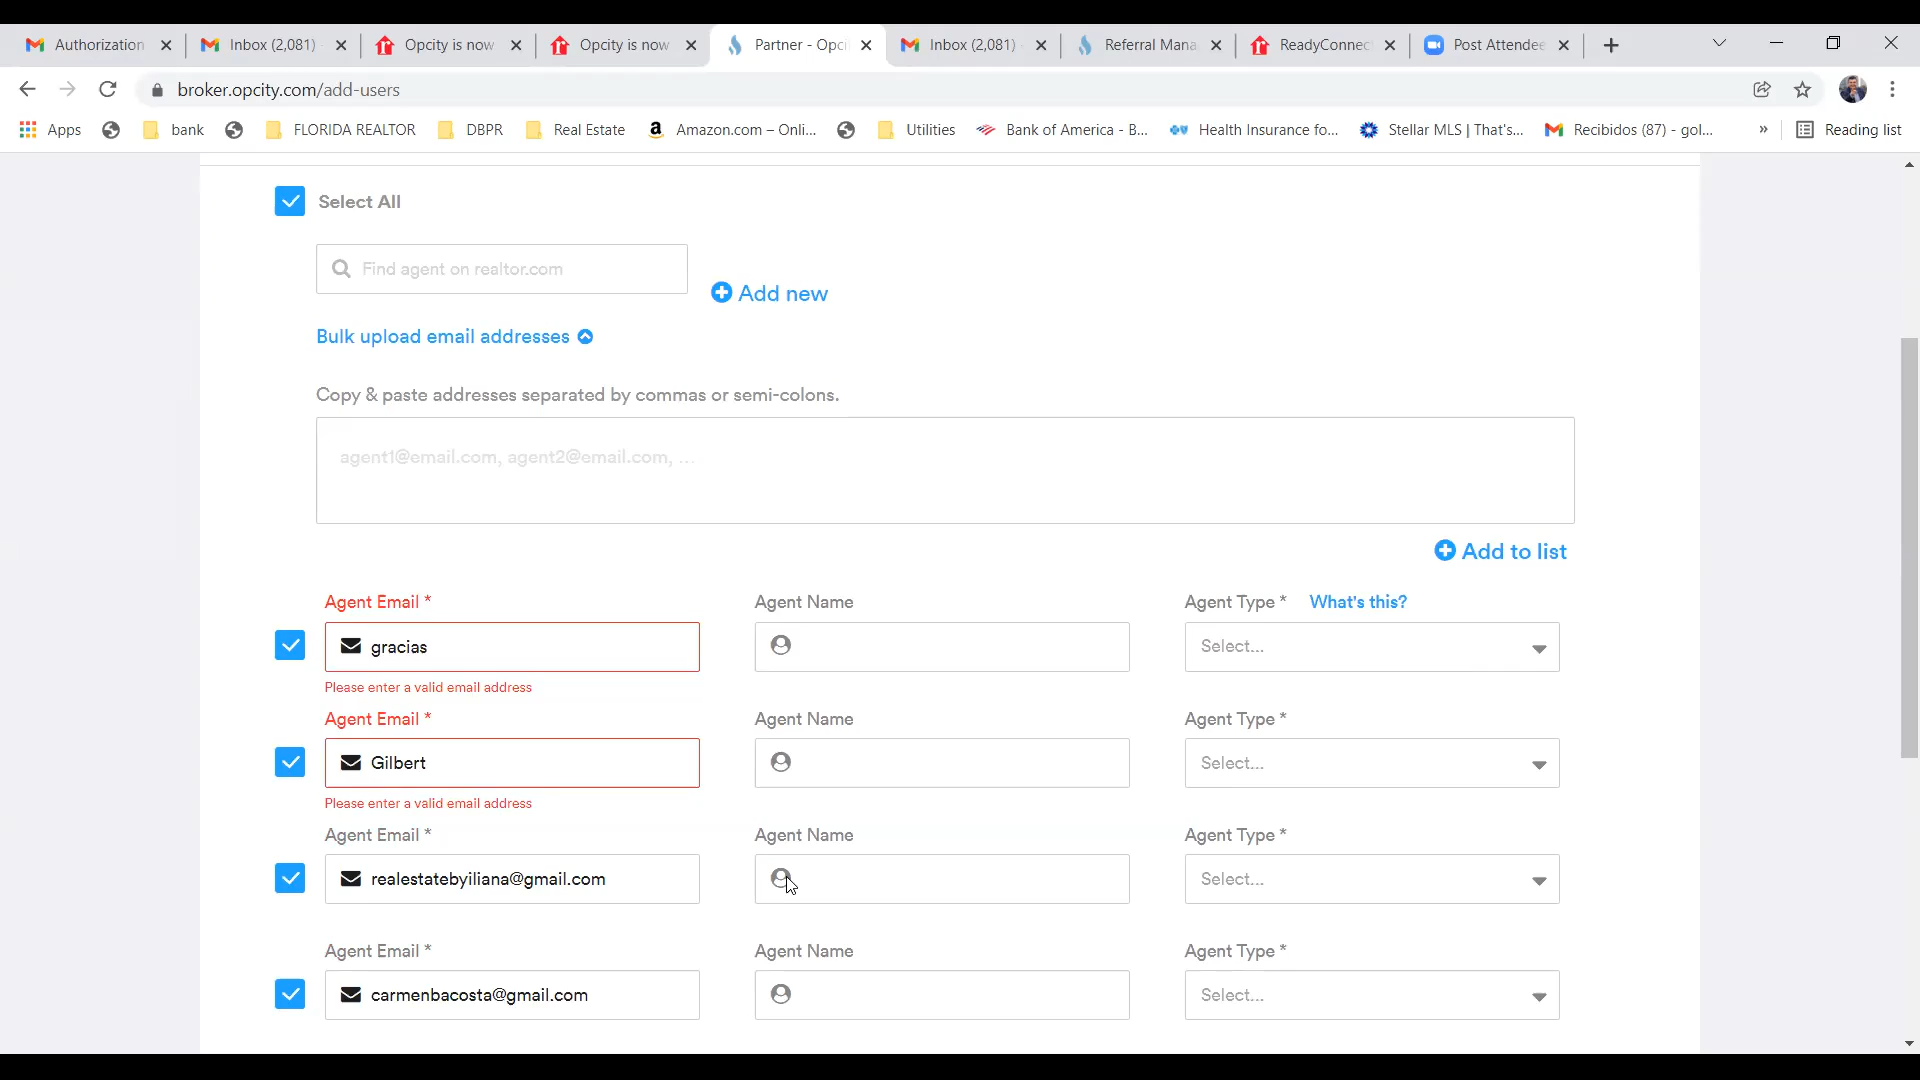 Authorization
Inbox (2,081)
Opcity is now
Opcity is now
Partner - Opci
Inbox (2,081)
Referral Mana
ReadyConnec
Post Attendee
broker.opcity.com/add-users
Apps
bank
FLORIDA REALTOR
DBPR
Real Estate
Amazon.com – Onli...
Utilities
Bank of America - B...
Health Insurance fo...
Stellar MLS | That's...
Recibidos (87) - gol...
»
Reading list
Select All
Find agent on realtor.com
Add new
Bulk upload email addresses
Copy & paste addresses separated by commas or semi-colons.
agent1@email.com, agent2@email.com, ...
Add to list
Agent Email *
Agent Name
Agent Type *
What's this?
gracias
Select...
Please enter a valid email address
Agent Email *
Agent Name
Agent Type *
Gilbert
Select...
Please enter a valid email address
Agent Email *
Agent Name
Agent Type *
realestatebyiliana@gmail.com
Select...
Agent Email *
Agent Name
Agent Type *
carmenbacosta@gmail.com
Select...